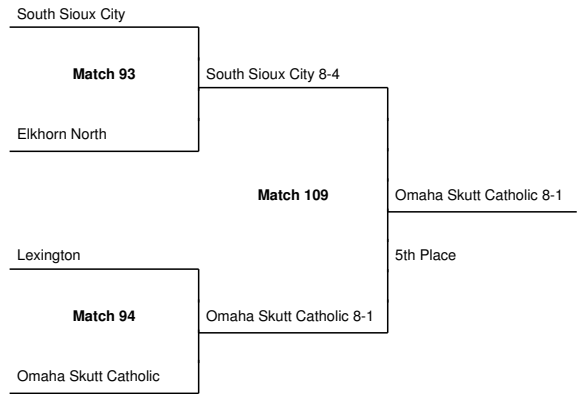 South Sioux City
Match 93
South Sioux City 8-4
Elkhorn North
Match 109
Omaha Skutt Catholic 8-1
Lexington
5th Place
Match 94
Omaha Skutt Catholic 8-1
Omaha Skutt Catholic